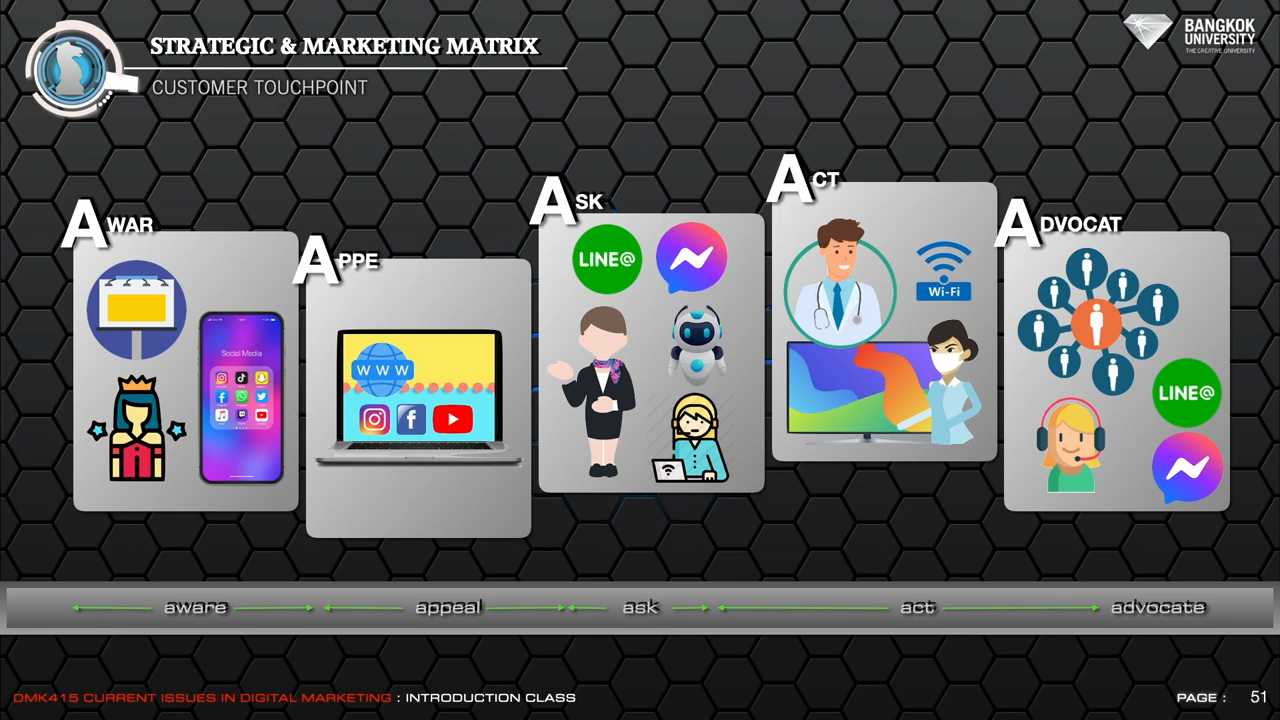 STRATEGIC & MARKETING MATRIX
CUSTOMER TOUCHPOINT
BANGKOK
UNIVERSITY
THE CREATIVE UNIVERSITY
AWAR
Social Media
APPE
WWW
ASK
LINE@
ACT
Wi-Fi
ADVOCAT
LINE@
aware
appeal
ask
act
advocate
DMK415 CURRENT ISSUES IN DIGITAL MARKETING : INTRODUCTION CLASS
PAGE : 51